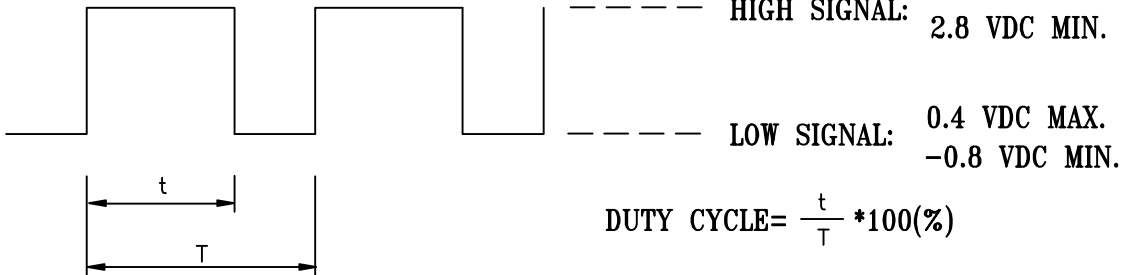 HIGH SIGNAL:
2.8 VDC MIN.
0.4 VDC MAX.
LOW SIGNAL:
-0.8 VDC MIN.
t
T
DUTY CYCLE= t/T *100(%)